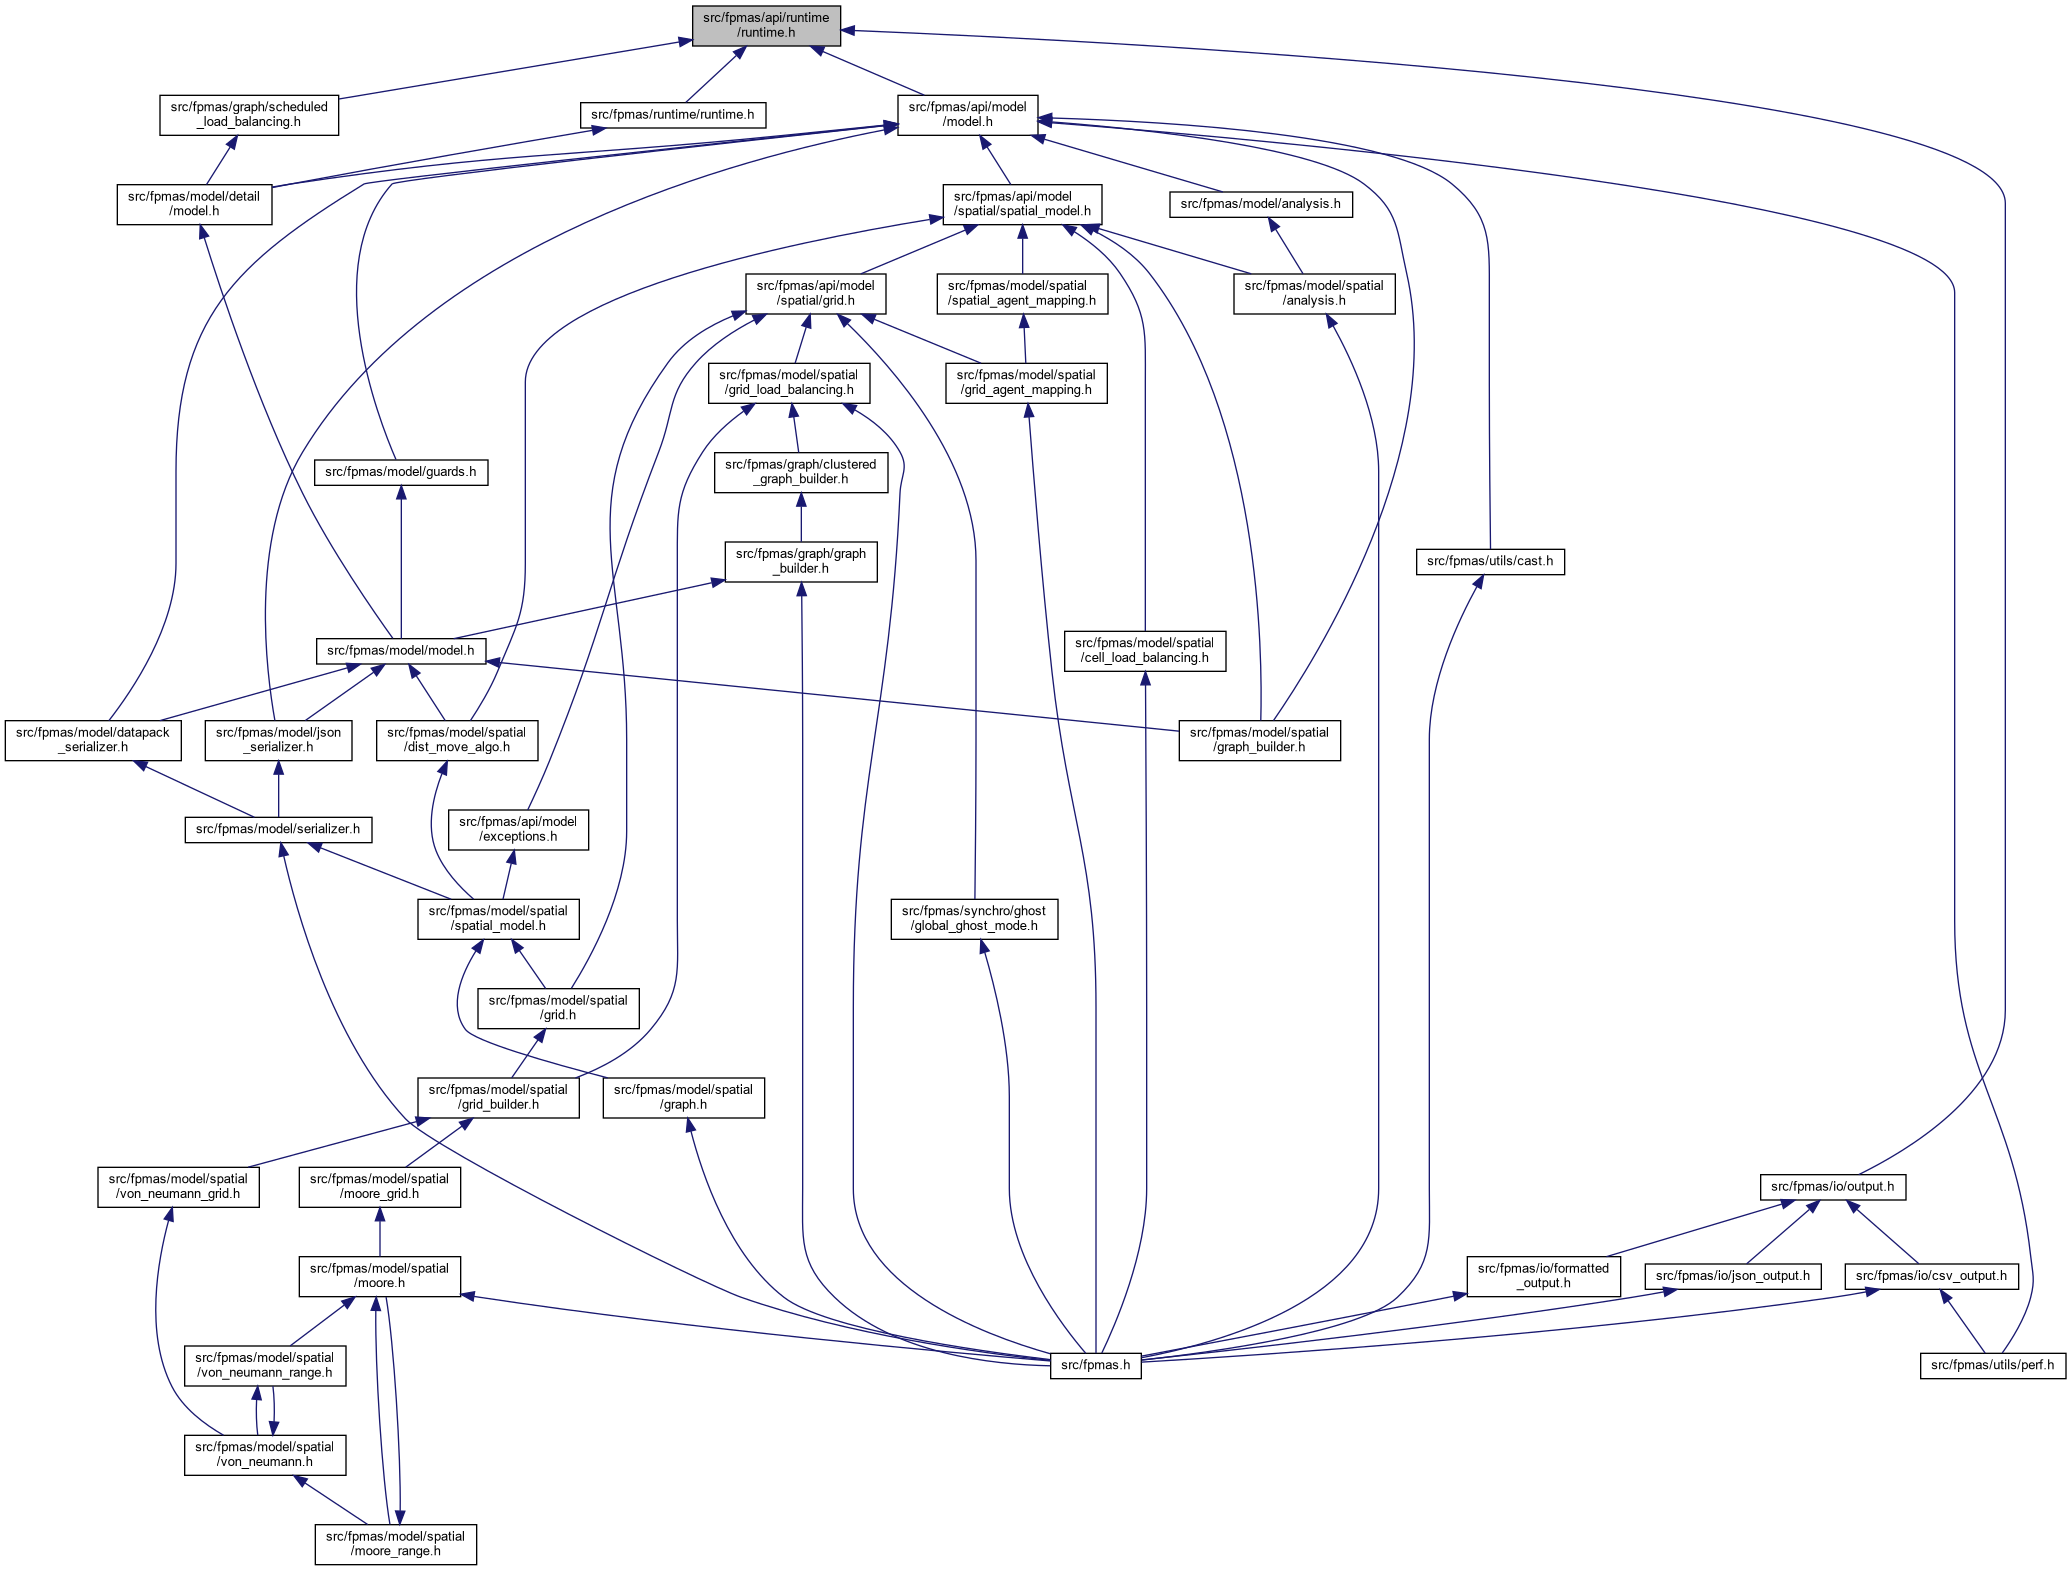 src/fpmas/api/runtime
/runtime.h
src/fpmas/graph/scheduled
_load_balancing.h
src/fpmas/runtime/runtime.h
src/fpmas/api/model
/model.h
src/fpmas/model/detail
/model.h
src/fpmas/api/model
/spatial/spatial_model.h
src/fpmas/model/analysis.h
src/fpmas/api/model
/spatial/grid.h
src/fpmas/model/spatial
/spatial_agent_mapping.h
src/fpmas/model/spatial
/analysis.h
src/fpmas/model/spatial
/grid_load_balancing.h
src/fpmas/model/spatial
/grid_agent_mapping.h
src/fpmas/model/guards.h
src/fpmas/graph/clustered
_graph_builder.h
src/fpmas/graph/graph
_builder.h
src/fpmas/utils/cast.h
src/fpmas/model/model.h
src/fpmas/model/spatial
/cell_load_balancing.h
src/fpmas/model/datapack
_serializer.h
src/fpmas/model/json
_serializer.h
src/fpmas/model/spatial
/dist_move_algo.h
src/fpmas/model/spatial
/graph_builder.h
src/fpmas/model/serializer.h
src/fpmas/api/model
/exceptions.h
src/fpmas/model/spatial
/spatial_model.h
src/fpmas/synchro/ghost
/global_ghost_mode.h
src/fpmas/model/spatial
/grid.h
src/fpmas/model/spatial
/grid_builder.h
src/fpmas/model/spatial
/graph.h
src/fpmas/model/spatial
/von_neumann_grid.h
src/fpmas/model/spatial
/moore_grid.h
src/fpmas/io/output.h
src/fpmas/model/spatial
/moore.h
src/fpmas/io/formatted
_output.h
src/fpmas/io/json_output.h
src/fpmas/io/csv_output.h
src/fpmas/model/spatial
/von_neumann_range.h
src/fpmas.h
src/fpmas/utils/perf.h
src/fpmas/model/spatial
/von_neumann.h
src/fpmas/model/spatial
/moore_range.h